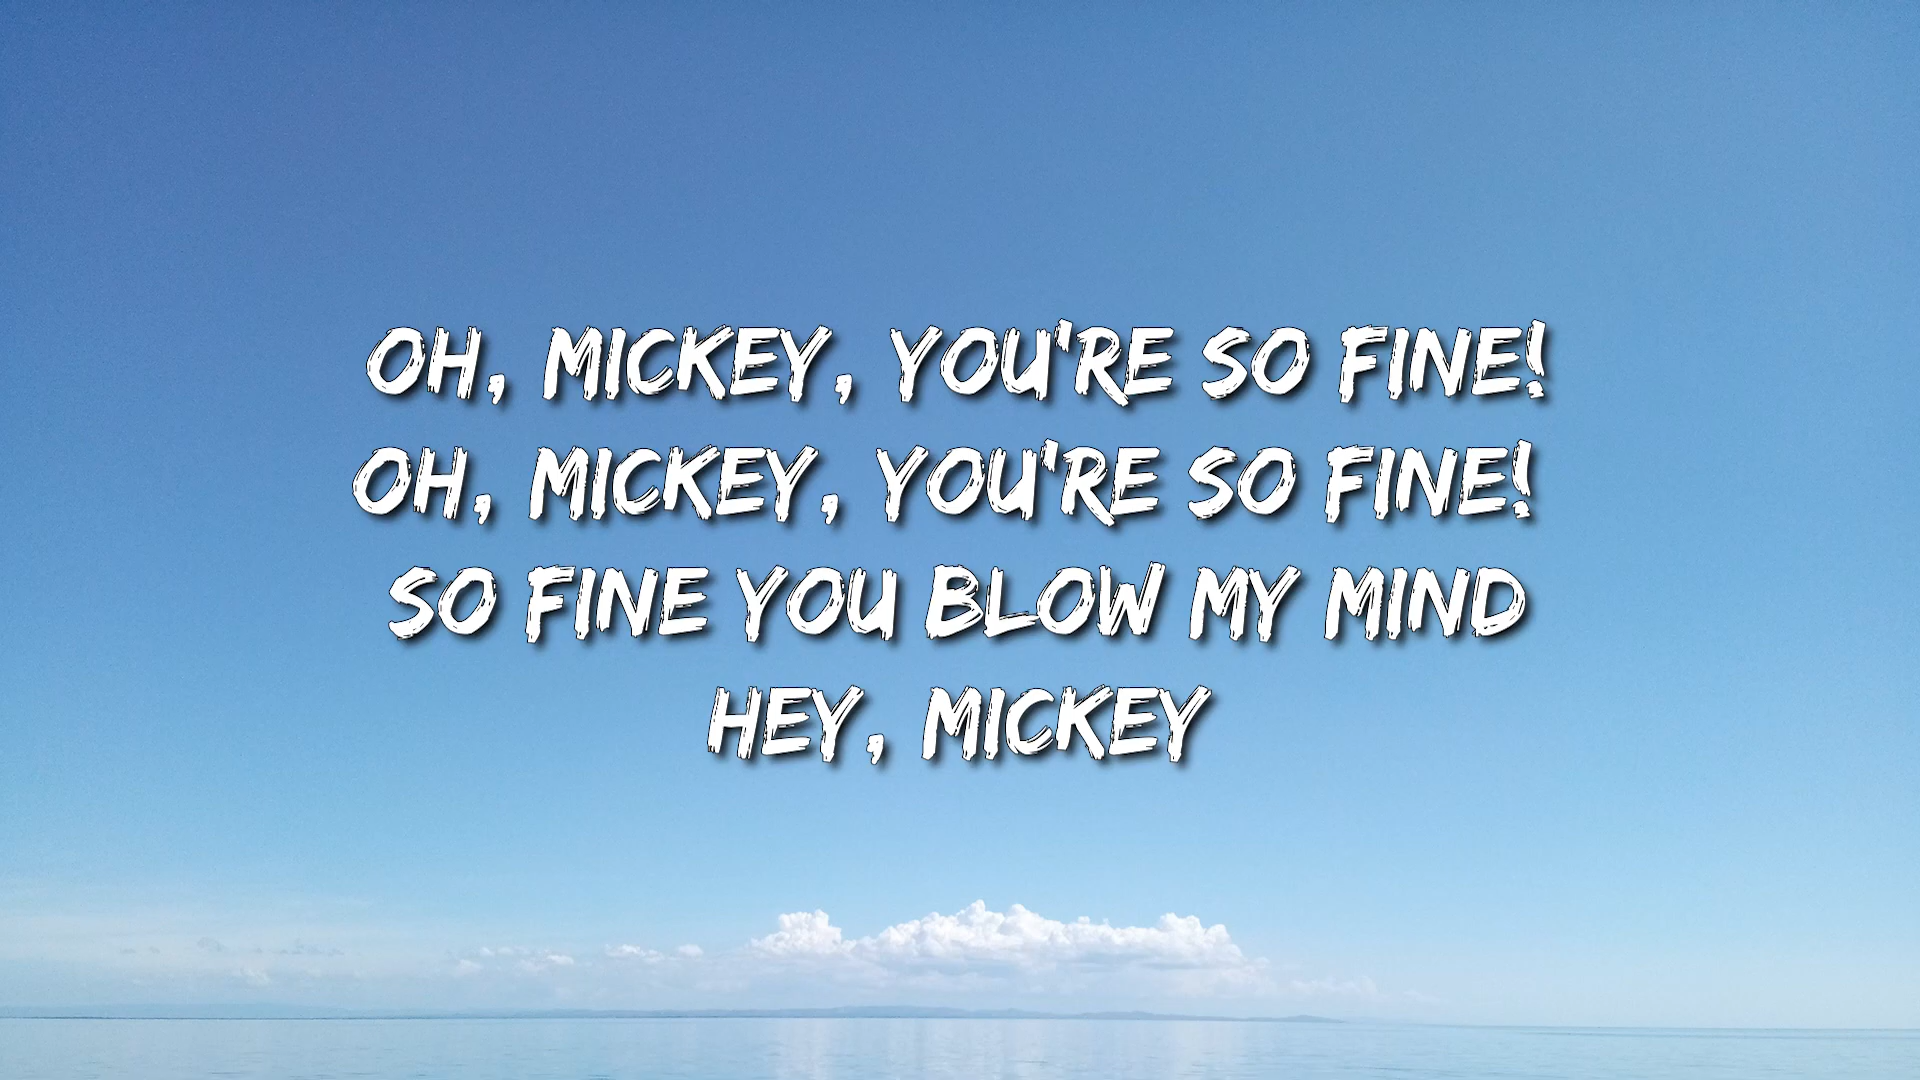 OH, MICKEY, YOU'RE SO FINE!
OH, MICKEY, YOU'RE SO FINE!
SO FINE YOU BLOW MY MIND
HEY, MICKEY